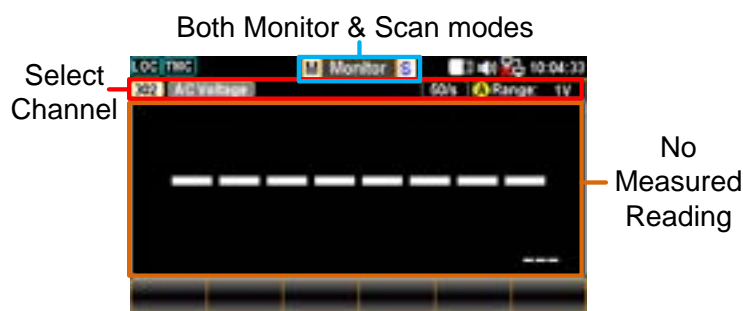 Both Monitor & Scan modes
LOC TMC M Monitor S 10:04:33
Select
Channel
302 AC Voltage 60/s A Range: 1V
No
Measured
Reading